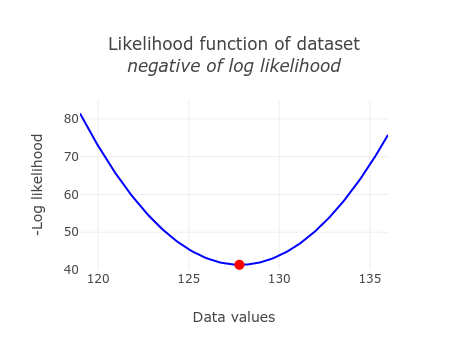 Likelihood function of dataset
negative of log likelihood
-Log likelihood
80
70
60
50
40
120 125 130 135
Data values